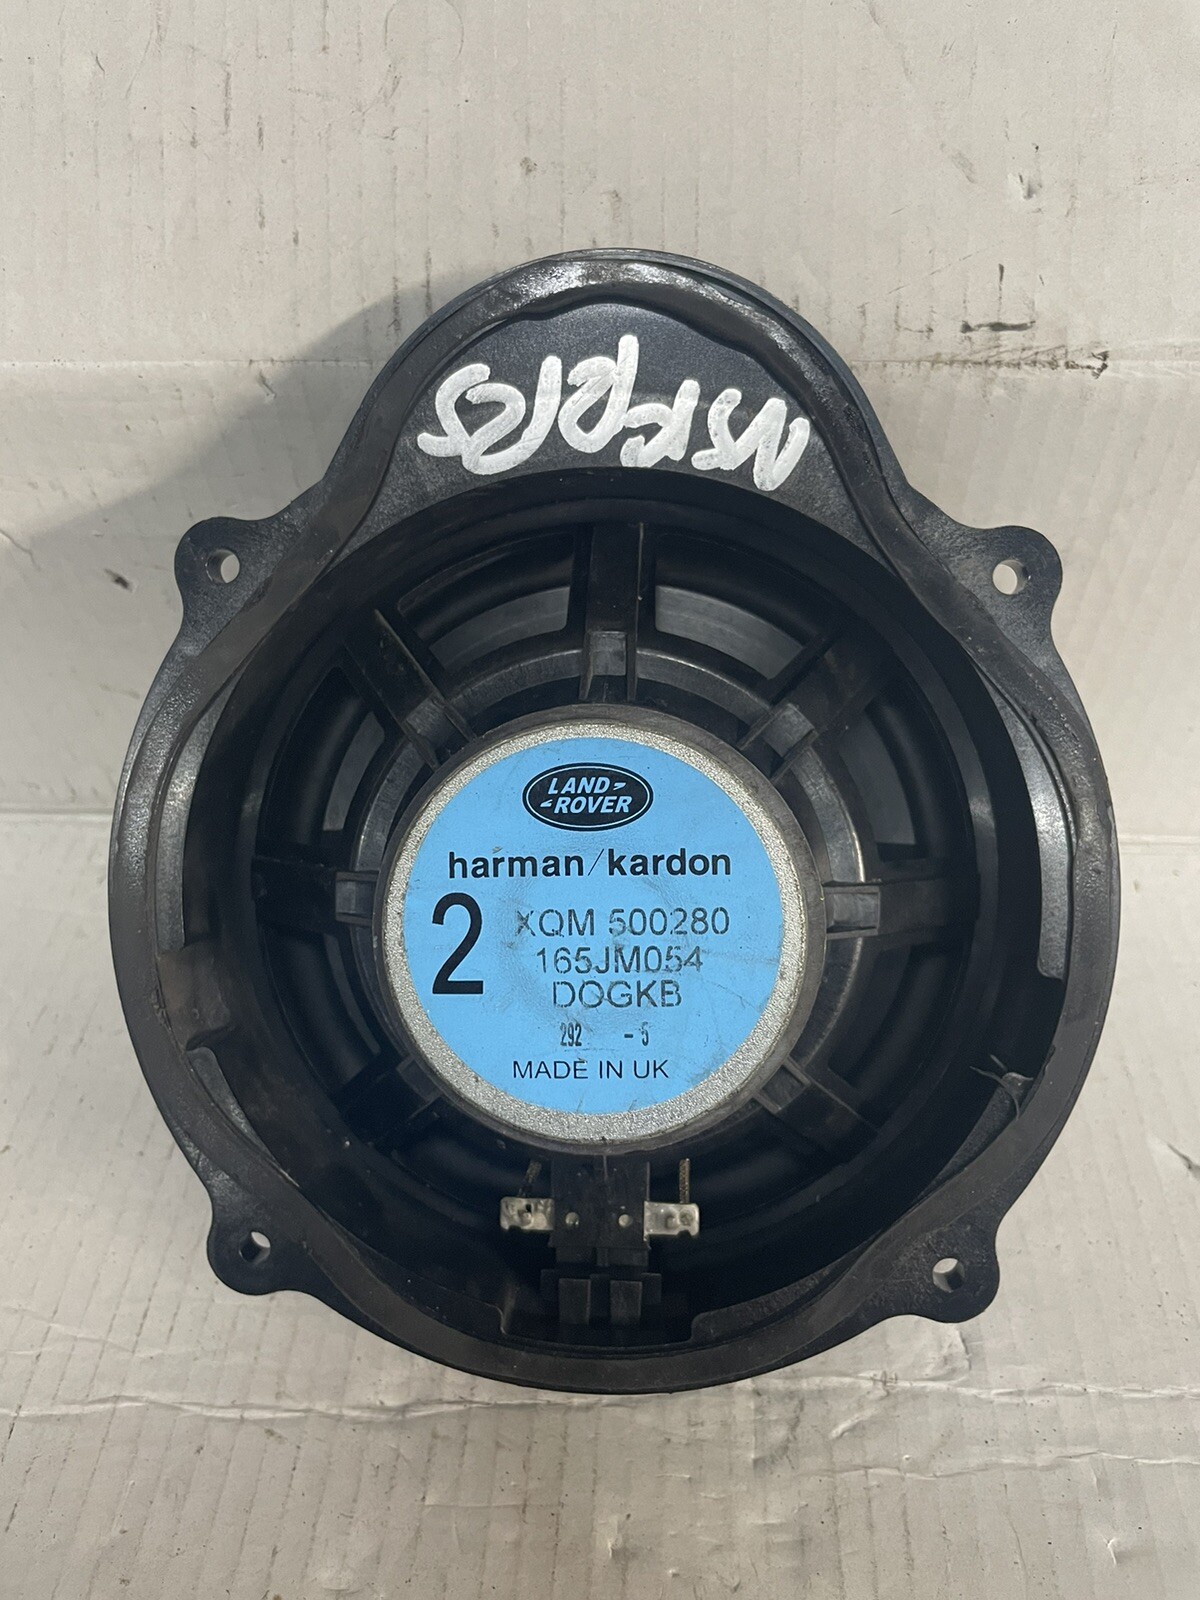 LAND
ROVER
harman/kardon
2
XQM 500280
165JM054
DOGKB
292 -5
MADE IN UK